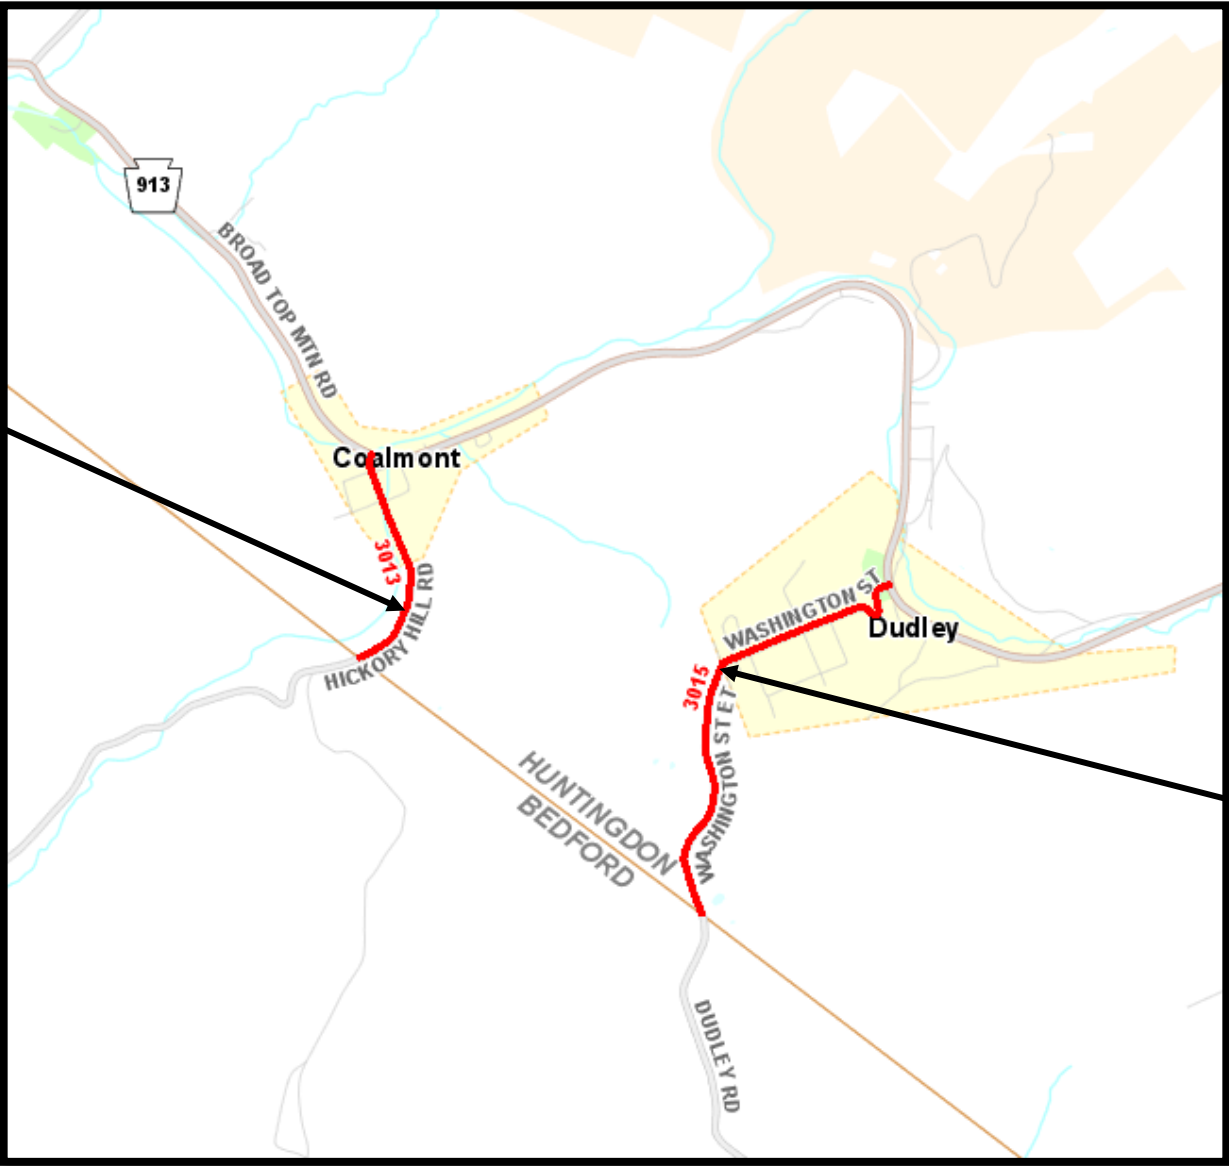 913
BROAD TOP MTN RD
Coalmont
3013
HICKORY HILL RD
WASHINGTON ST
Dudley
3015
WASHINGTON ST ET
HUNTINGDON
BEDFORD
DUDLEY RD